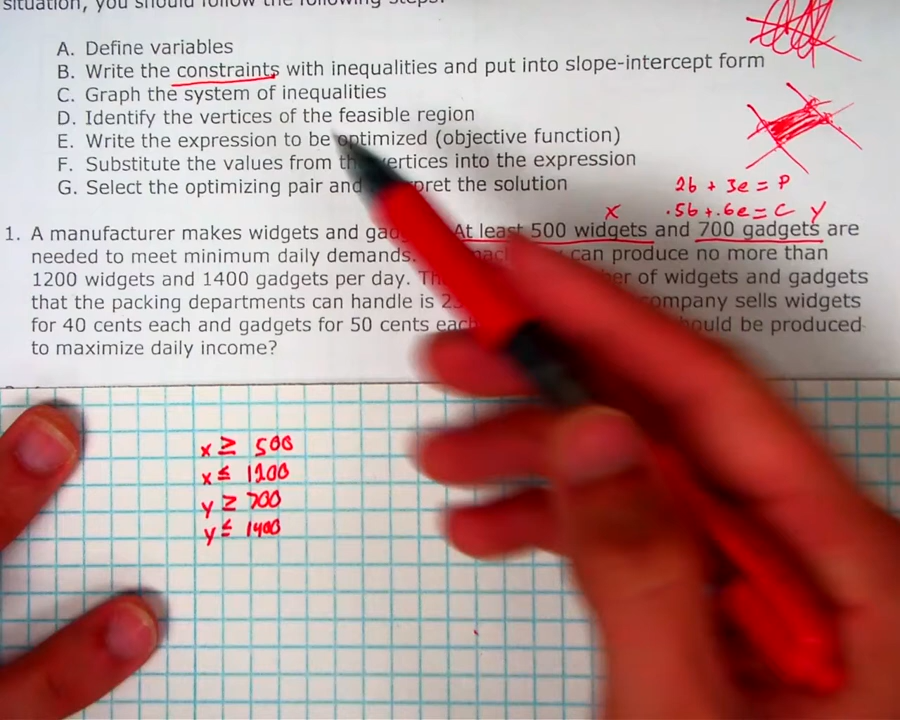 situation, you should follow the following steps:
A. Define variables
B. Write the constraints with inequalities and put into slope-intercept form
C. Graph the system of inequalities
D. Identify the vertices of the feasible region
E. Write the expression to be optimized (objective function)
F. Substitute the values from the vertices into the expression
G. Select the optimizing pair and interpret the solution
2b + 3e = P
x .5b+.6e=C y
1. A manufacturer makes widgets and At least 500 widgets and 700 gadgets are
needed to meet minimum daily demands. can produce no more than
1200 widgets and 1400 gadgets per day. of widgets and gadgets
that the packing departments can handle is company sells widgets
for 40 cents each and gadgets for 50 cents each should be produced
to maximize daily income?
x ≥ 500
x ≤ 1200
y ≥ 700
y ≤ 1400